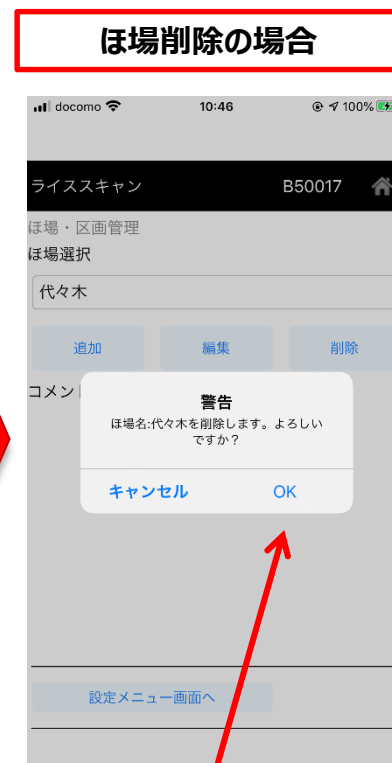 ほ場削除の場合
docomo 10:46 100%
ライススキャン B50017
ほ場・区画管理
ほ場選択
代々木
追加 編集 削除
コメン
警告
ほ場名:代々木を削除します。よろしい
ですか？
キャンセル OK
設定メニュー画面へ